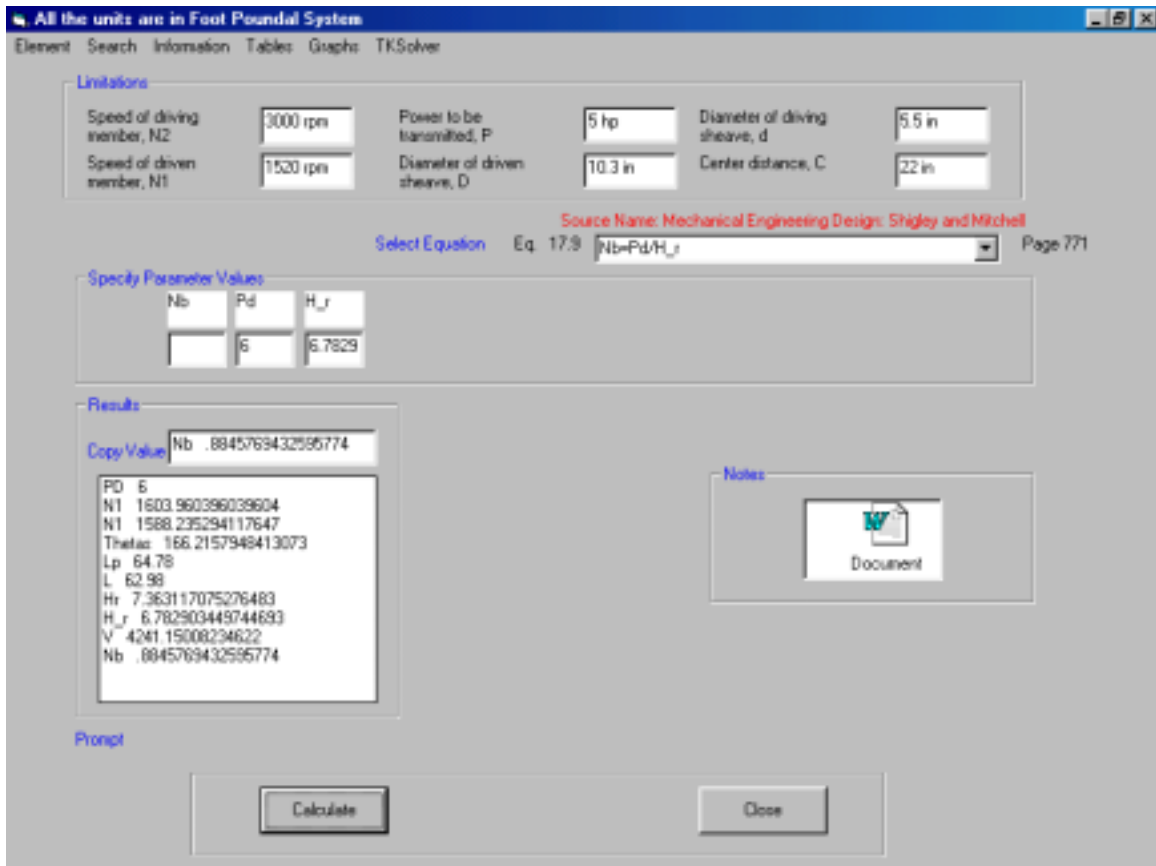 All the units are in Foot Poundal System
Element Search Information Tables Graphs TKSolver
Limitations
Speed of driving member, N2
3000 rpm
Power to be transmitted, P
5 hp
Diameter of driving sheave, d
5.5 in
Speed of driven member, N1
1520 rpm
Diameter of driven sheave, D
10.3 in
Center distance, C
22 in
Source Name: Mechanical Engineering Design: Shigley and Mitchell
Select Equation Eq. 17.9 Nb=Pd/H_r Page 771
Specify Parameter Values
Nb Pd H_r
6 6.7829
Results
Copy Value Nb .8845769432595774
PD 6
N1 1603.960396039604
N1 1588.235294117647
Thetas 166.2157948413073
Lp 64.78
L 62.98
Hr 7.363117075276483
H_r 6.782903449744693
V 4241.15008234622
Nb .8845769432595774
Notes
W
Document
Prompt
Calculate Close